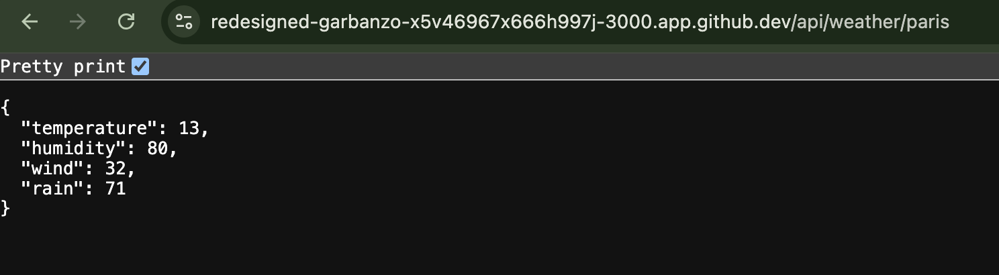 redesigned-garbanzo-x5v46967x666h997j-3000.app.github.dev/api/weather/paris
Pretty print
{
  "temperature": 13,
  "humidity": 80,
  "wind": 32,
  "rain": 71
}